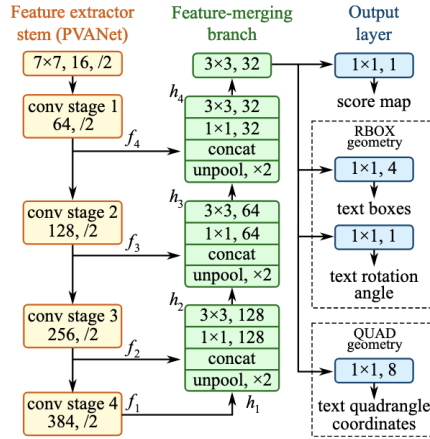 Feature extractor
stem (PVANet)
7×7, 16, /2
conv stage 1
64, /2
f4
conv stage 2
128, /2
f3
conv stage 3
256, /2
f2
conv stage 4
384, /2
f1
Feature-merging
branch
3×3, 32
h4
3×3, 32
1×1, 32
concat
unpool, ×2
h3
3×3, 64
1×1, 64
concat
unpool, ×2
h2
3×3, 128
1×1, 128
concat
unpool, ×2
h1
Output
layer
1×1, 1
score map
RBOX
geometry
1×1, 4
text boxes
1×1, 1
text rotation
angle
QUAD
geometry
1×1, 8
text quadrangle
coordinates